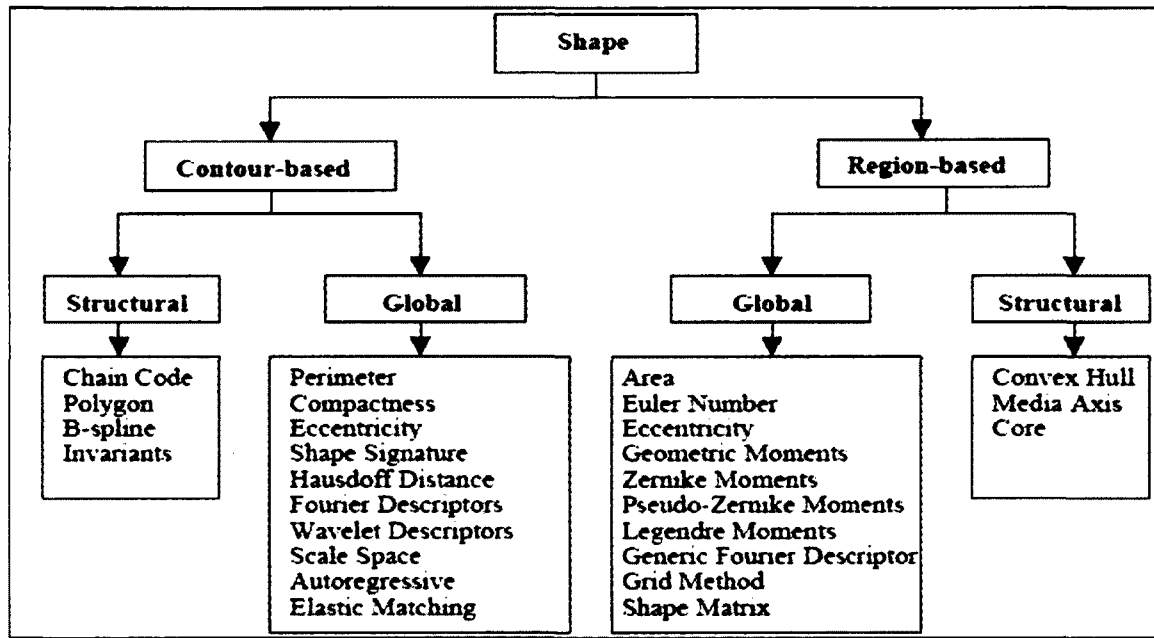 Shape
Contour-based
Region-based
Structural
Global
Global
Structural
Chain Code
Polygon
B-spline
Invariants
Perimeter
Compactness
Eccentricity
Shape Signature
Hausdoff Distance
Fourier Descriptors
Wavelet Descriptors
Scale Space
Autoregressive
Elastic Matching
Area
Euler Number
Eccentricity
Geometric Moments
Zernike Moments
Pseudo-Zernike Moments
Legendre Moments
Generic Fourier Descriptor
Grid Method
Shape Matrix
Convex Hull
Media Axis
Core